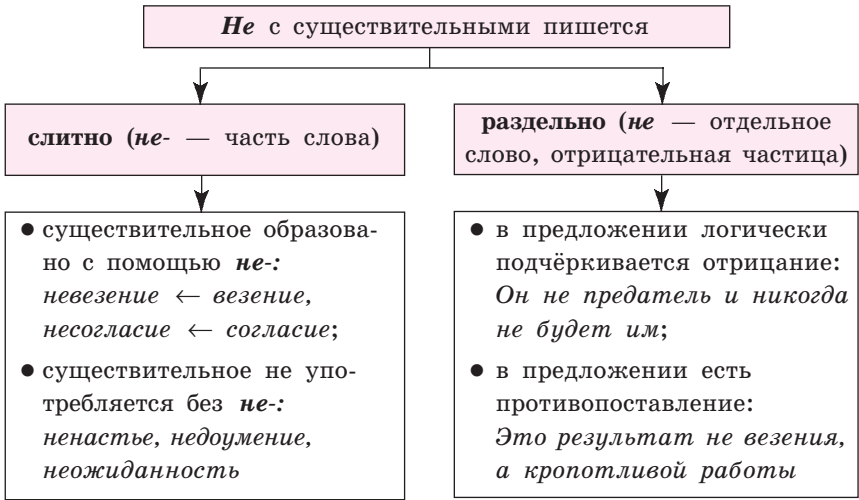 Не с существительными пишется
слитно (не- — часть слова)
раздельно (не — отдельное
слово, отрицательная частица)
● существительное образова-
но с помощью не-:
невезение ← везение,
несогласие ← согласие;
● существительное не упо-
требляется без не-:
ненастье, недоумение,
неожиданность
● в предложении логически
подчёркивается отрицание:
Он не предатель и никогда
не будет им;
● в предложении есть
противопоставление:
Это результат не везения,
а кропотливой работы